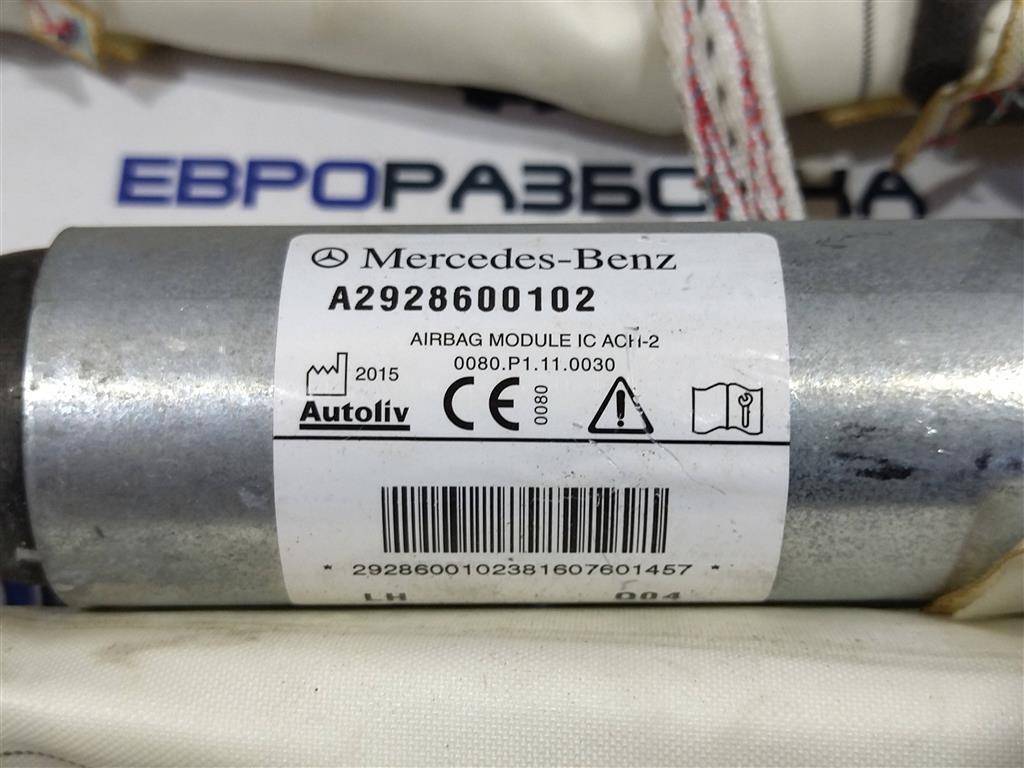 ЕВРОРАЗБОРКА
Mercedes-Benz
A2928600102
AIRBAG MODULE IC ACH-2
0080.P1.11.0030
2015
Autoliv
CE
0080
* 2928600102381607601457 *
LH 004